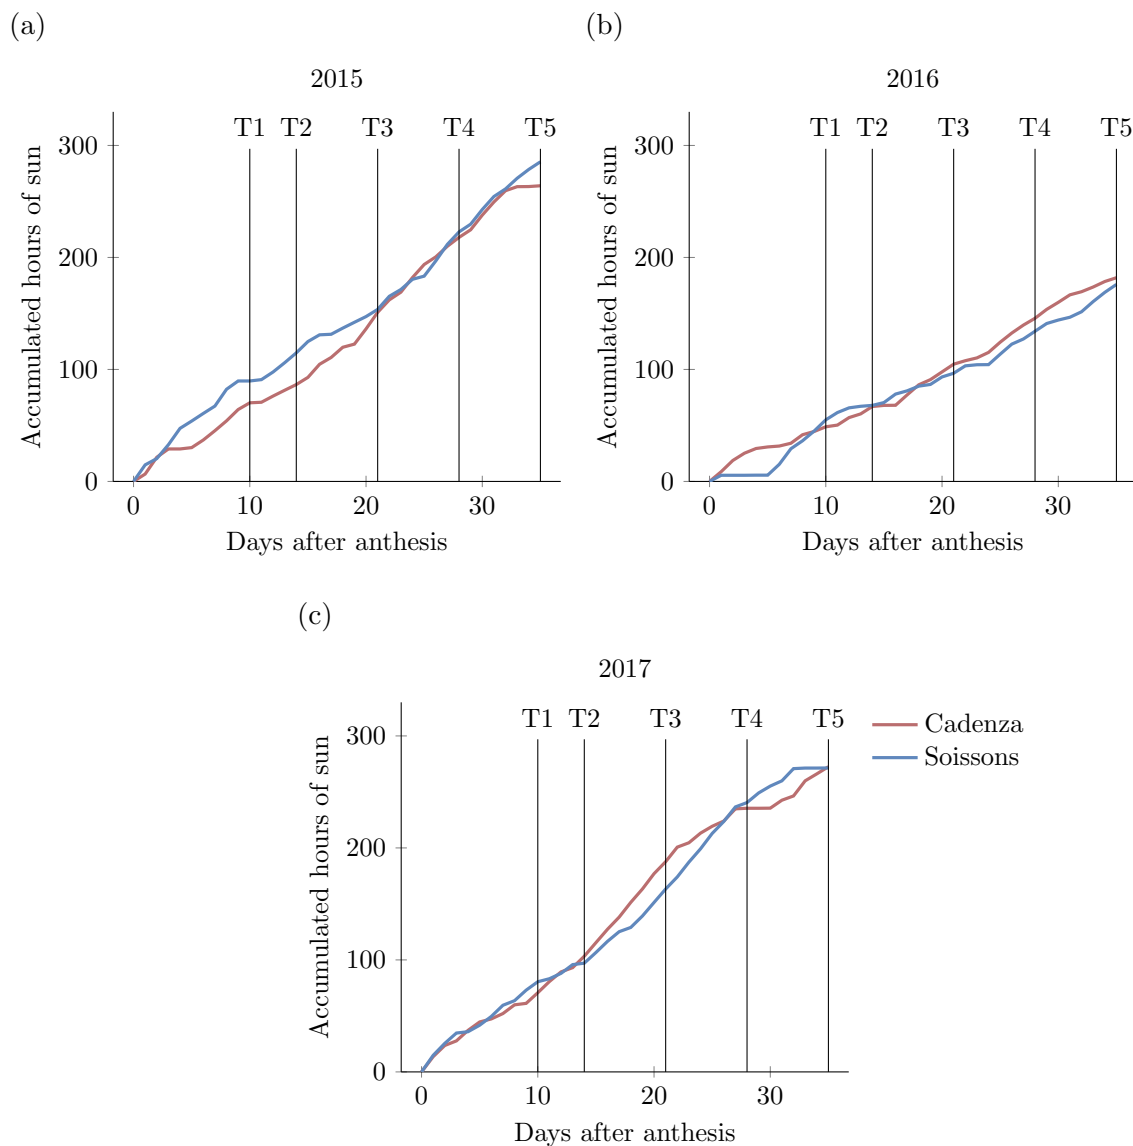 (a)
2015
T1 T2 T3 T4 T5
300
200
100
0
0 10 20 30
Accumulated hours of sun
Days after anthesis
(b)
2016
T1 T2 T3 T4 T5
300
200
100
0
0 10 20 30
Accumulated hours of sun
Days after anthesis
(c)
2017
T1 T2 T3 T4 T5
300
200
100
0
0 10 20 30
Accumulated hours of sun
Days after anthesis
Cadenza
Soissons